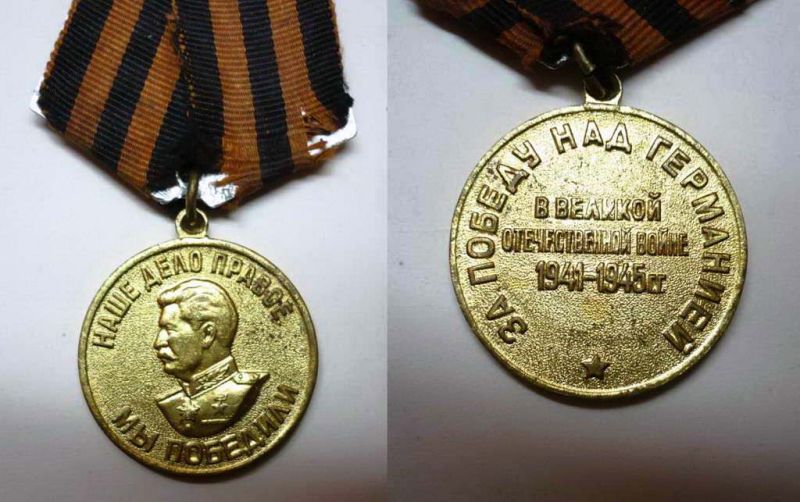 НАШЕ ДЕЛО ПРАВОЕ
МЫ ПОБЕДИЛИ
ЗА ПОБЕДУ НАД ГЕРМАНИЕЙ
В ВЕЛИКОЙ
ОТЕЧЕСТВЕННОЙ ВОЙНЕ
1941–1945 гг